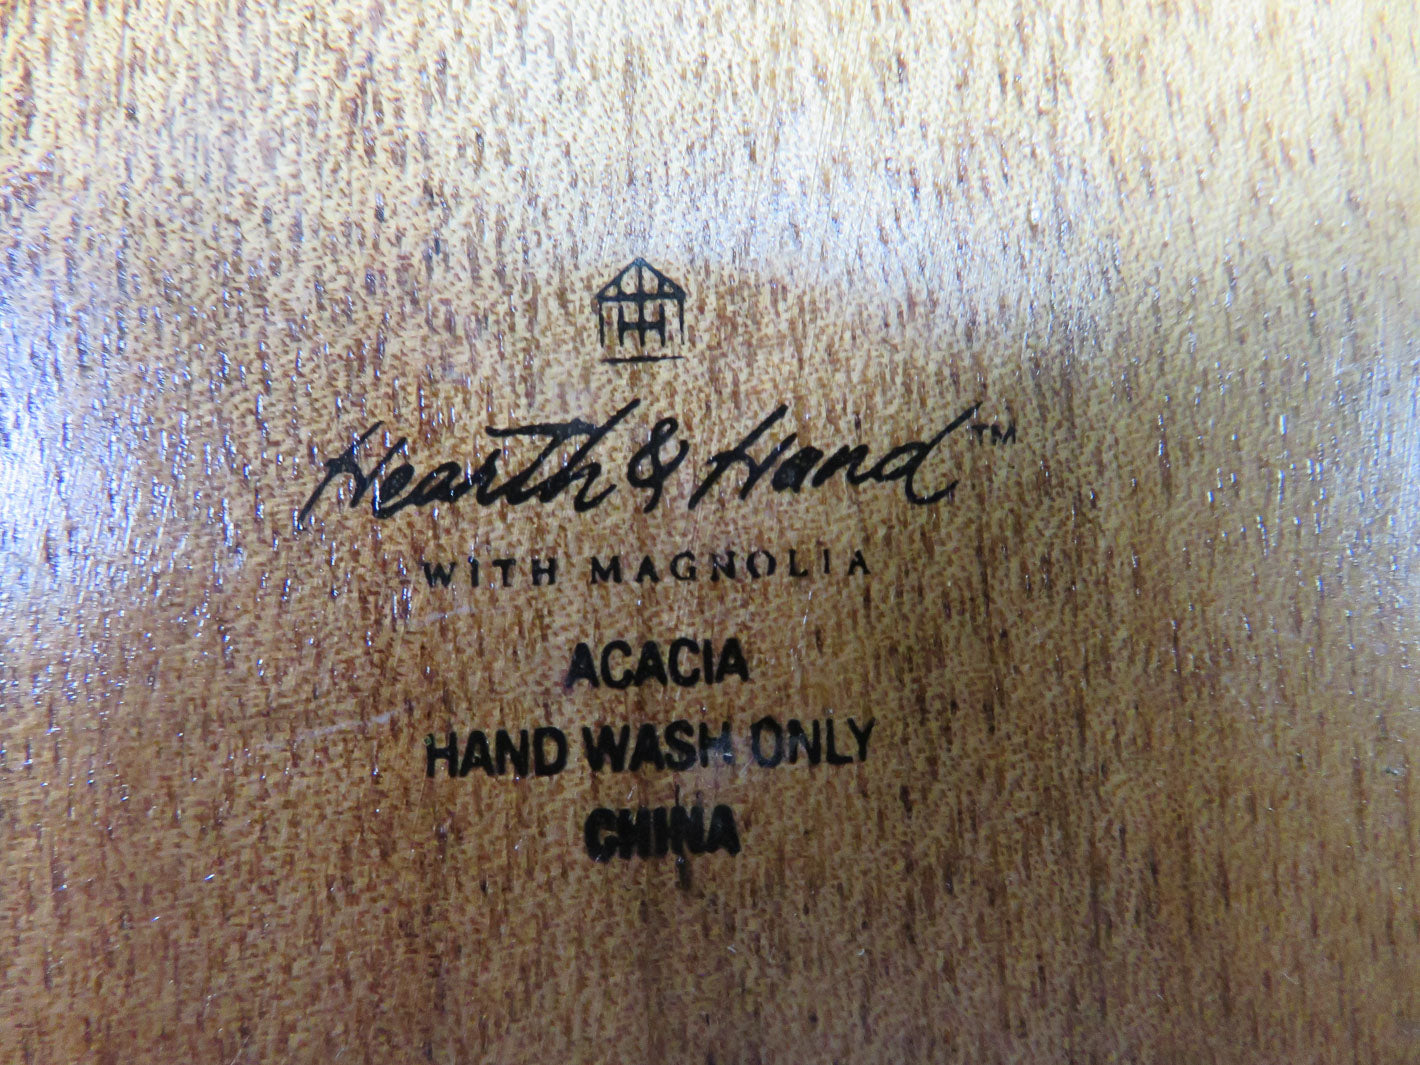 Hearth & Hand™
WITH MAGNOLIA
ACACIA
HAND WASH ONLY
CHINA